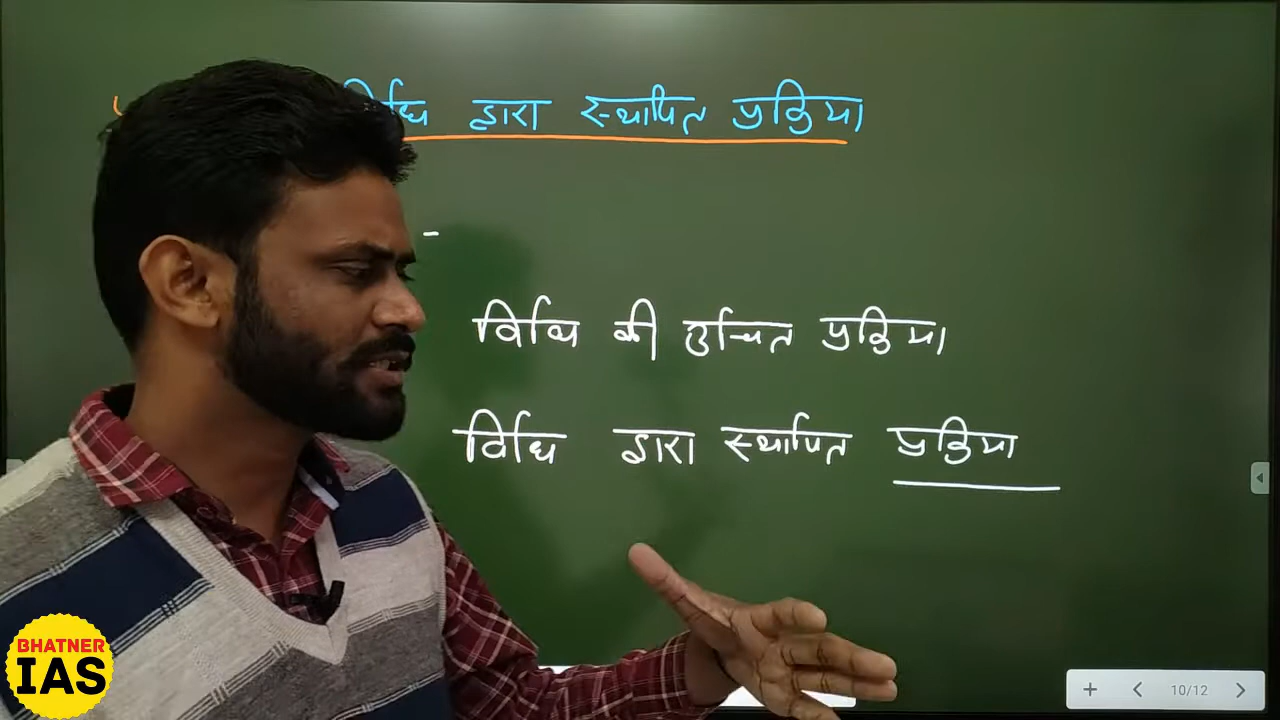 विधि द्वारा स्थापित प्रक्रिया
विधि की उचित प्रक्रिया
विधि द्वारा स्थापित प्रक्रिया
BHATNER
IAS
10/12